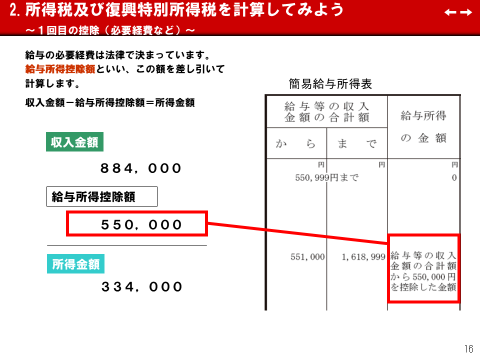 2. 所得税及び復興特別所得税を計算してみよう
～１回目の控除（必要経費など）～
給与の必要経費は法律で決まっています。
給与所得控除額といい、この額を差し引いて
計算します。
収入金額－給与所得控除額＝所得金額
収入金額
８８４，０００
給与所得控除額
５５０，０００
所得金額
３３４，０００
簡易給与所得表
給与等の収入
金額の合計額
給与所得
の金額
から まで
円 円 円
550,999円まで 0
551,000 1,618,999
給与等の収入
金額の合計額
から550,000円
を控除した金額
16